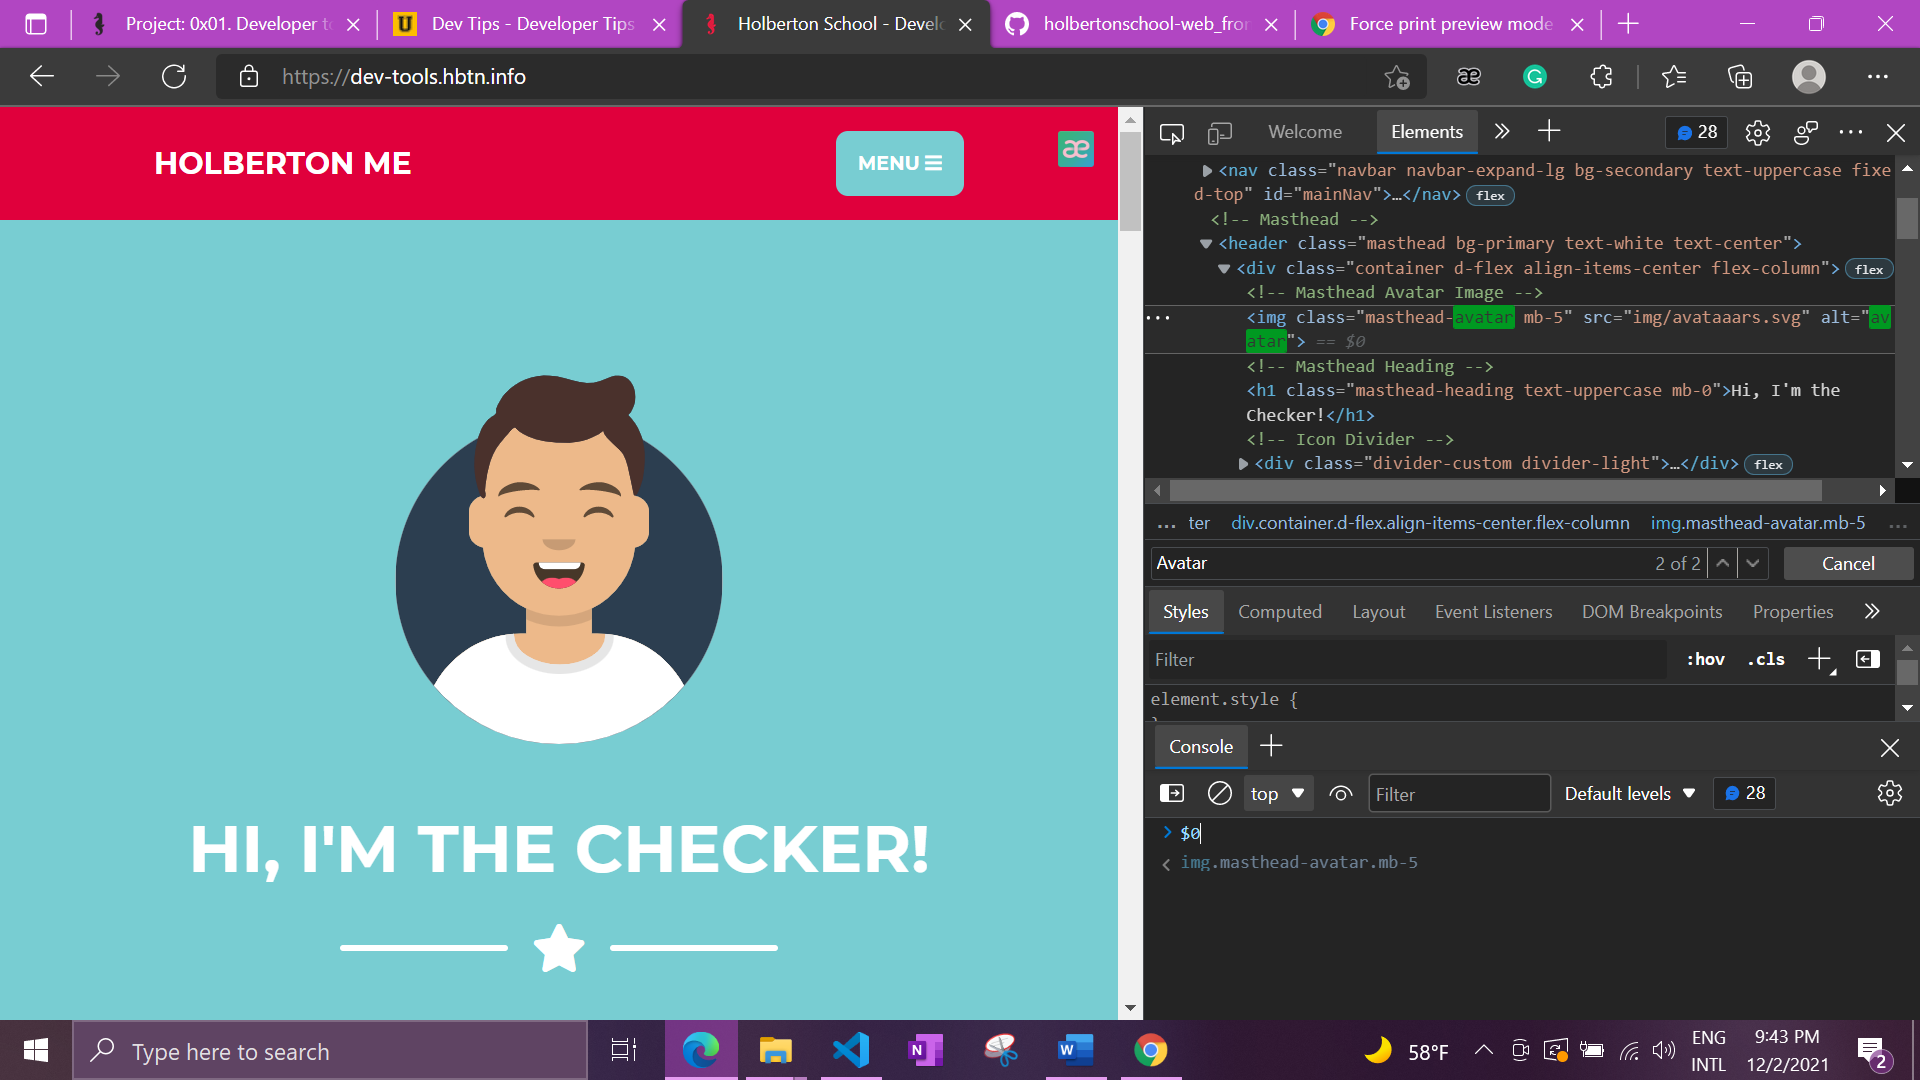 Project: 0x01. Developer to
Dev Tips - Developer Tips
Holberton School - Develo
holbertonschool-web_fron
Force print preview mode
https://dev-tools.hbtn.info
HOLBERTON ME
MENU
æ
Welcome
Elements
28
<nav class="navbar navbar-expand-lg bg-secondary text-uppercase fixe
d-top" id="mainNav">…</nav> flex
<!-- Masthead -->
<header class="masthead bg-primary text-white text-center">
<div class="container d-flex align-items-center flex-column"> flex
<!-- Masthead Avatar Image -->
<img class="masthead-avatar mb-5" src="img/avataaars.svg" alt="av
atar"> == $0
<!-- Masthead Heading -->
<h1 class="masthead-heading text-uppercase mb-0">Hi, I'm the
Checker!</h1>
<!-- Icon Divider -->
<div class="divider-custom divider-light">…</div> flex
... ter div.container.d-flex.align-items-center.flex-column img.masthead-avatar.mb-5 ...
Avatar 2 of 2 Cancel
Styles Computed Layout Event Listeners DOM Breakpoints Properties
Filter :hov .cls
element.style {
Console
top Filter Default levels 28
$0
img.masthead-avatar.mb-5
HI, I'M THE CHECKER!
Type here to search
58°F
ENG
INTL
9:43 PM
12/2/2021
2